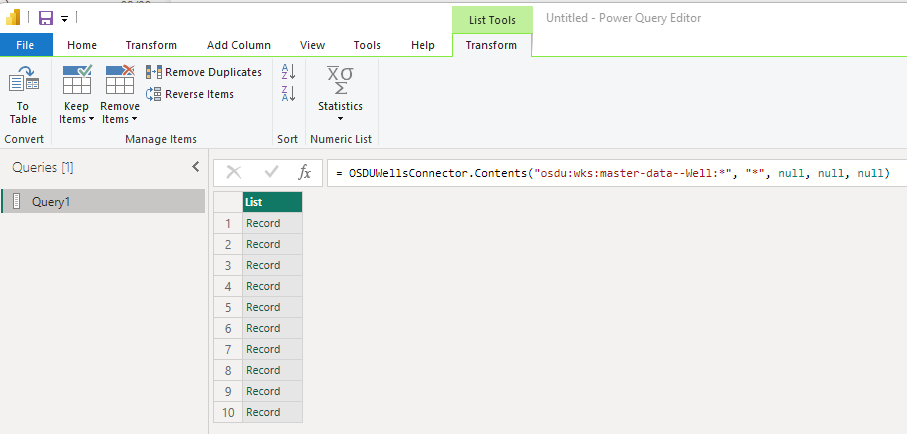 List Tools
Untitled - Power Query Editor
File Home Transform Add Column View Tools Help Transform
To Table
Keep Items
Remove Items
Remove Duplicates
Reverse Items
Statistics
Convert
Manage Items
Sort
Numeric List
Queries [1]
Query1
fx
= OSDUWellsConnector.Contents("osdu:wks:master-data--Well:*", "*", null, null, null)
List
1 Record
2 Record
3 Record
4 Record
5 Record
6 Record
7 Record
8 Record
9 Record
10 Record